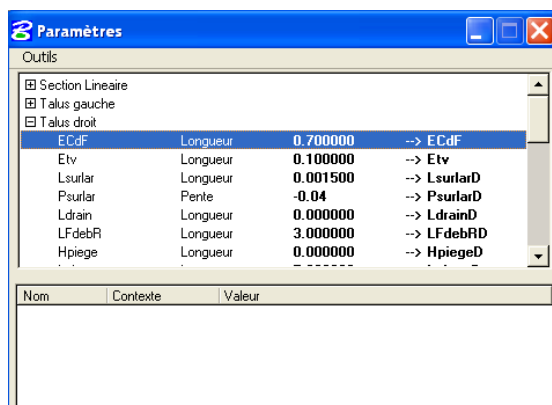 Paramètres
Outils
Section Lineaire
Talus gauche
Talus droit
ECdF Longueur 0.700000 --> ECdF
Etv Longueur 0.100000 --> Etv
Lsurlar Longueur 0.001500 --> LsurlarD
Psurlar Pente -0.04 --> PsurlarD
Ldrain Longueur 0.000000 --> LdrainD
LFdebR Longueur 3.000000 --> LFdebRD
Hpiege Longueur 0.000000 --> HpiegeD
Nom Contexte Valeur